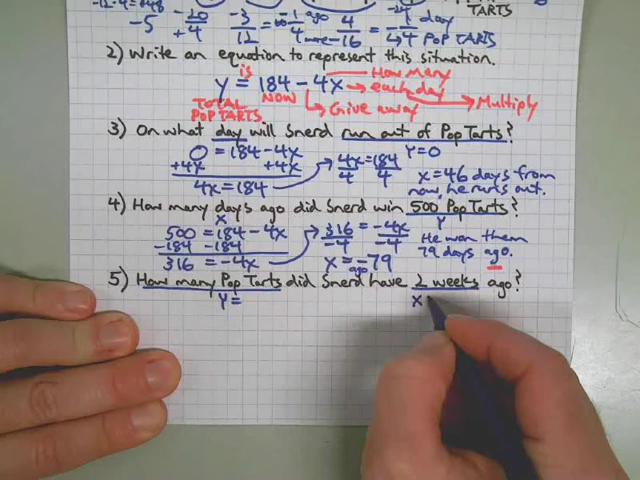 -5 -20/+4 -3/12 = -1 ago/4 more 4/-16 = -4 day/4 POP TARTS TARTS
2) Write an equation to represent this situation.
is How Many
y = 184 - 4x → each day
TOTAL POP TARTS NOW Give away Multiply
3) On what day will Snerd run out of Pop Tarts?
0 = 184 - 4x 4x = 184 Y=0
+4x +4x 4 4 x = 46 days from
4x = 184 now, he runs out.
4) How many days ago did Snerd win 500 Pop Tarts?
x y
500 = 184 - 4x 316 = -4x He won them
-184 -184 -4 -4 79 days ago.
316 = -4x x = -79
ago
5) How many Pop Tarts did Snerd have 2 weeks ago?
Y= x